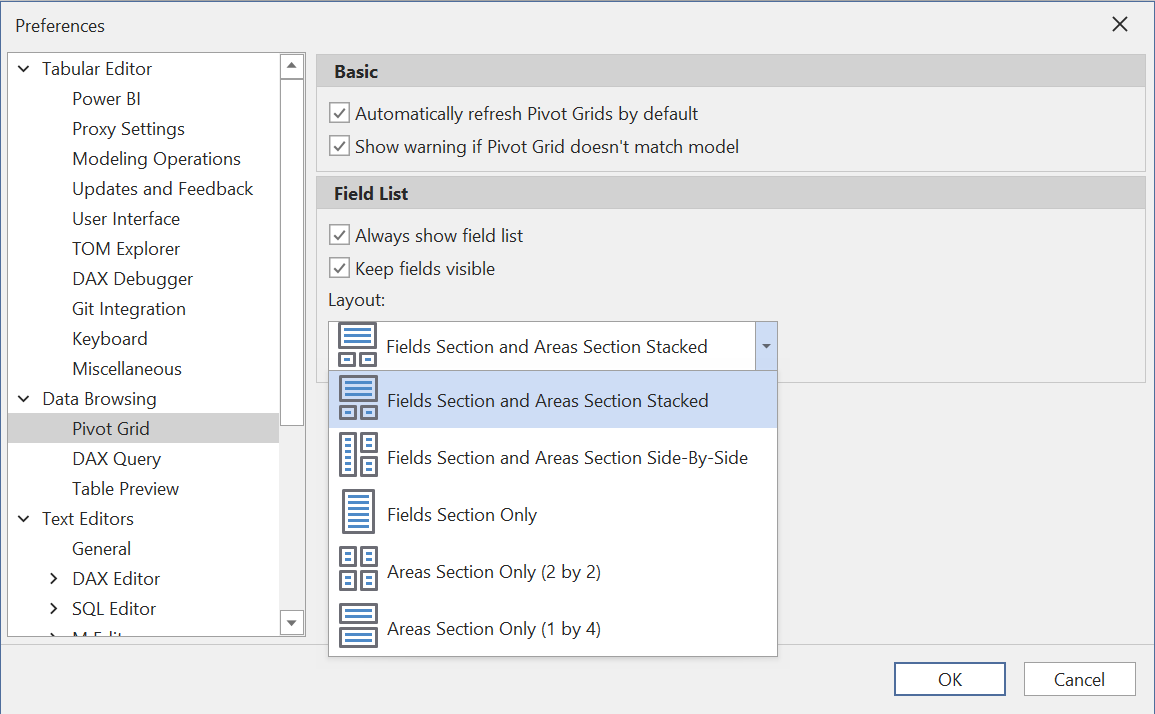 Preferences
Tabular Editor
Power BI
Proxy Settings
Modeling Operations
Updates and Feedback
User Interface
TOM Explorer
DAX Debugger
Git Integration
Keyboard
Miscellaneous
Data Browsing
Pivot Grid
DAX Query
Table Preview
Text Editors
General
DAX Editor
SQL Editor
Basic
Automatically refresh Pivot Grids by default
Show warning if Pivot Grid doesn't match model
Field List
Always show field list
Keep fields visible
Layout:
Fields Section and Areas Section Stacked
Fields Section and Areas Section Stacked
Fields Section and Areas Section Side-By-Side
Fields Section Only
Areas Section Only (2 by 2)
Areas Section Only (1 by 4)
OK
Cancel